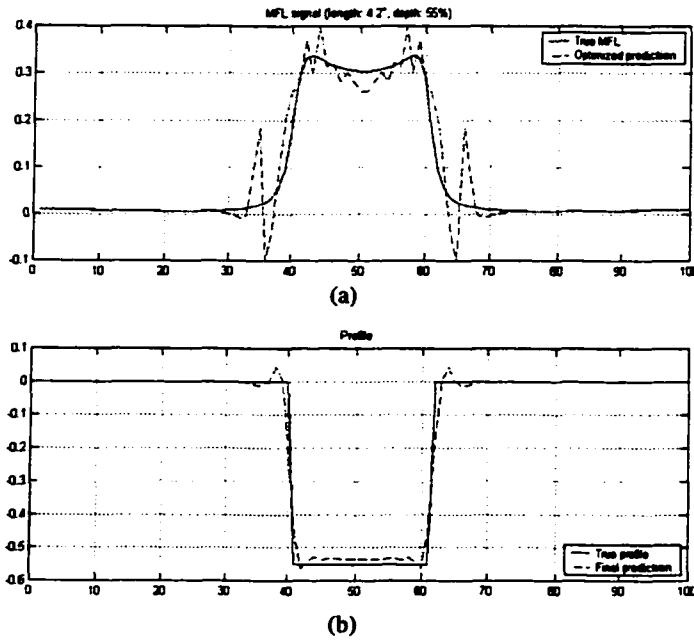 MFL signal (length: 4 2", depth: 55%)
0.4
0.3
0.2
0.1
0
-0.1
True MFL
Optimized prediction
0 10 20 30 40 50 60 70 80 90 100
(a)
Profile
0.1
0
-0.1
-0.2
-0.3
-0.4
-0.5
-0.6
True profile
Final prediction
0 10 20 30 40 50 60 70 80 90 100
(b)